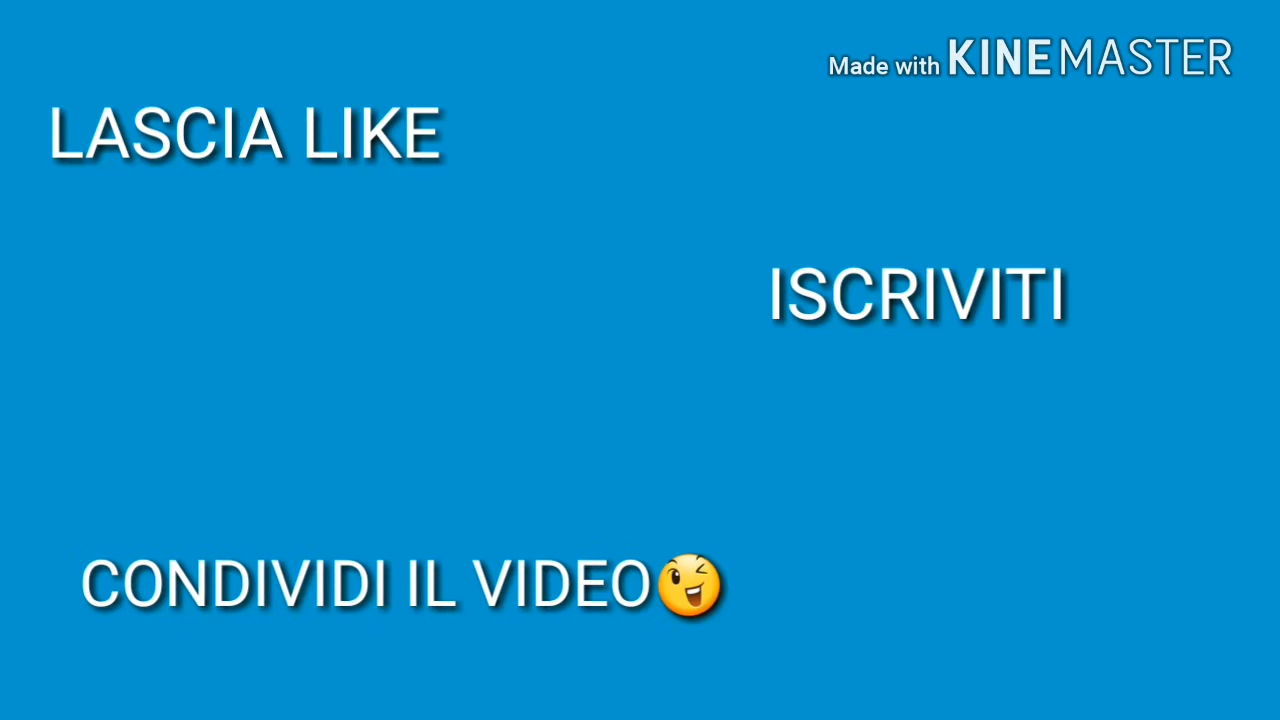 Made with KINEMASTER
LASCIA LIKE
ISCRIVITI
CONDIVIDI IL VIDEO😉